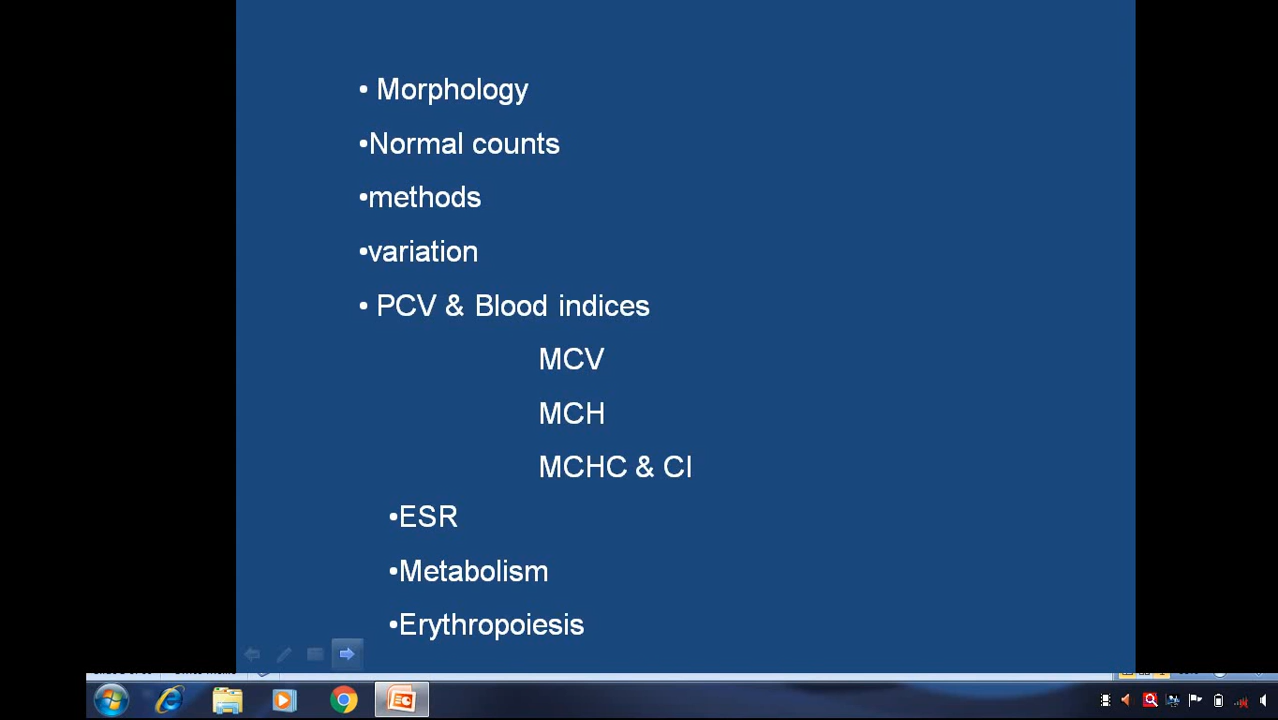 • Morphology
•Normal counts
•methods
•variation
• PCV & Blood indices
MCV
MCH
MCHC & CI
•ESR
•Metabolism
•Erythropoiesis